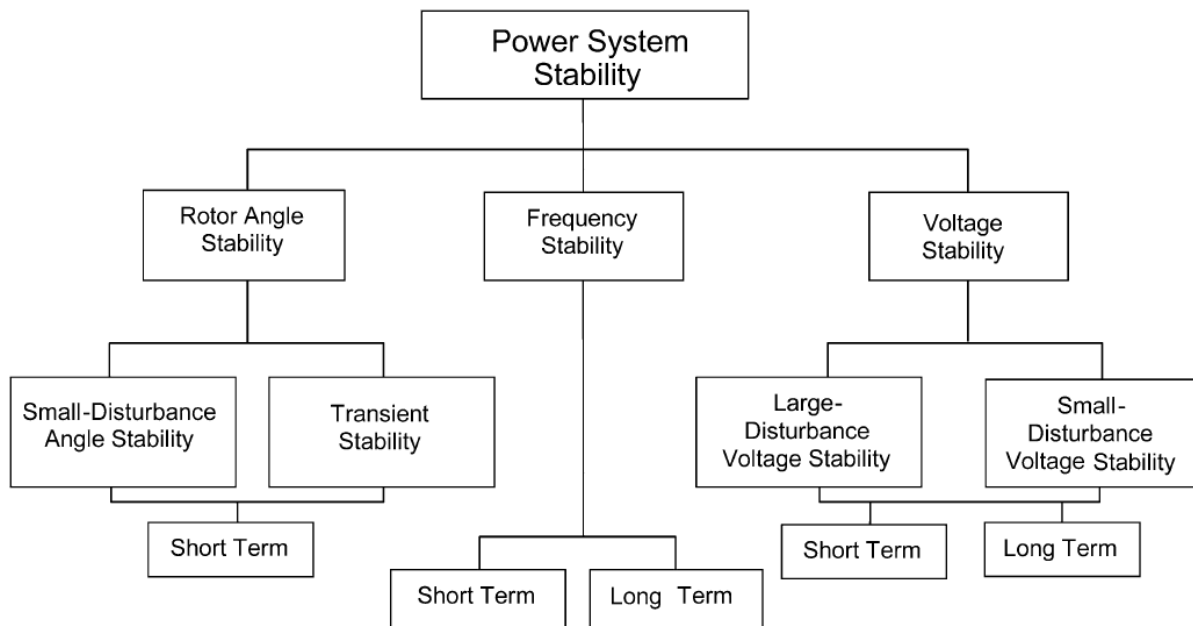 Power System
Stability
Rotor Angle
Stability
Frequency
Stability
Voltage
Stability
Small-Disturbance
Angle Stability
Transient
Stability
Large-
Disturbance
Voltage Stability
Small-
Disturbance
Voltage Stability
Short Term
Short Term
Long Term
Short Term
Long Term